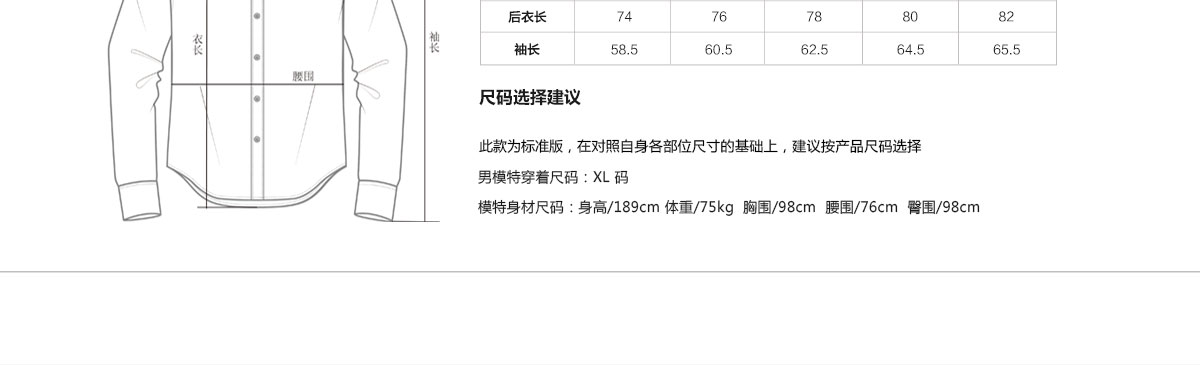 衣长
袖长
腰围
后衣长 74 76 78 80 82
袖长 58.5 60.5 62.5 64.5 65.5
尺码选择建议
此款为标准版，在对照自身各部位尺寸的基础上，建议按产品尺码选择
男模特穿着尺码：XL 码
模特身材尺码：身高/189cm 体重/75kg 胸围/98cm 腰围/76cm 臀围/98cm